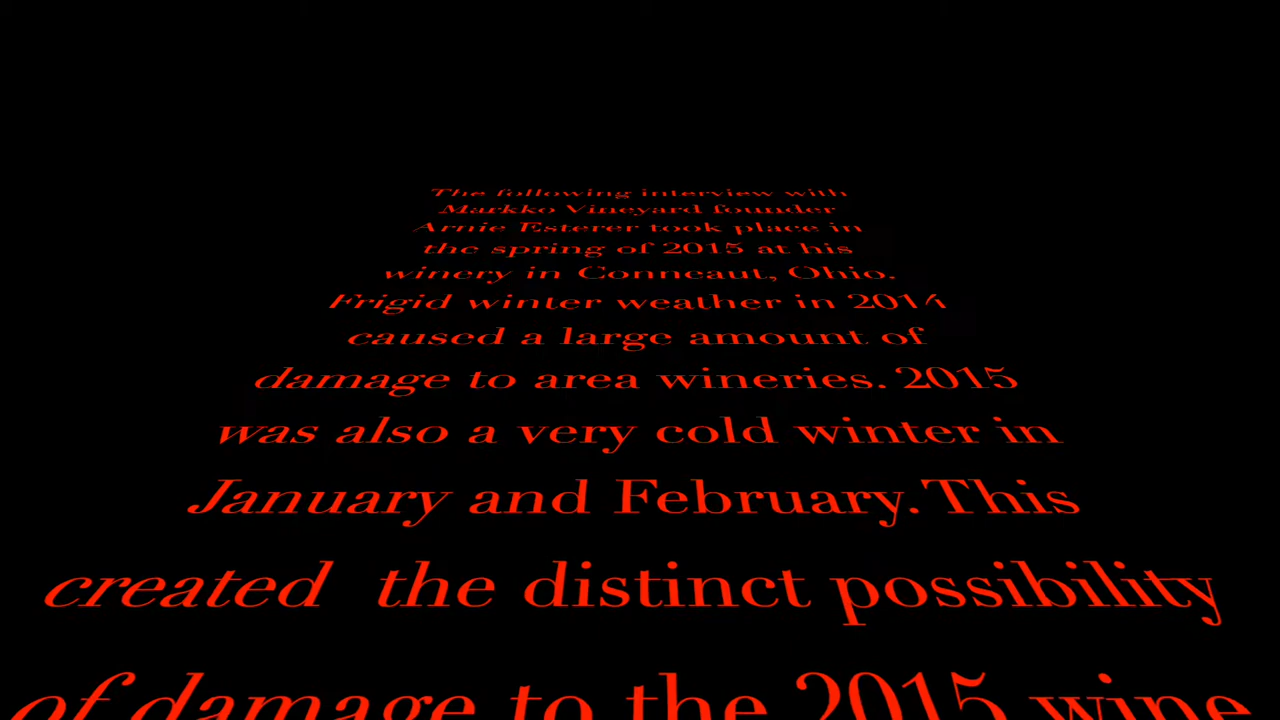 The following interview with
Markko Vineyard founder
Arnie Esterer took place in
the spring of 2015 at his
winery in Conneaut, Ohio.
Frigid winter weather in 2014
caused a large amount of
damage to area wineries. 2015
was also a very cold winter in
January and February. This
created  the distinct possibility
of damage to the 2015 wine